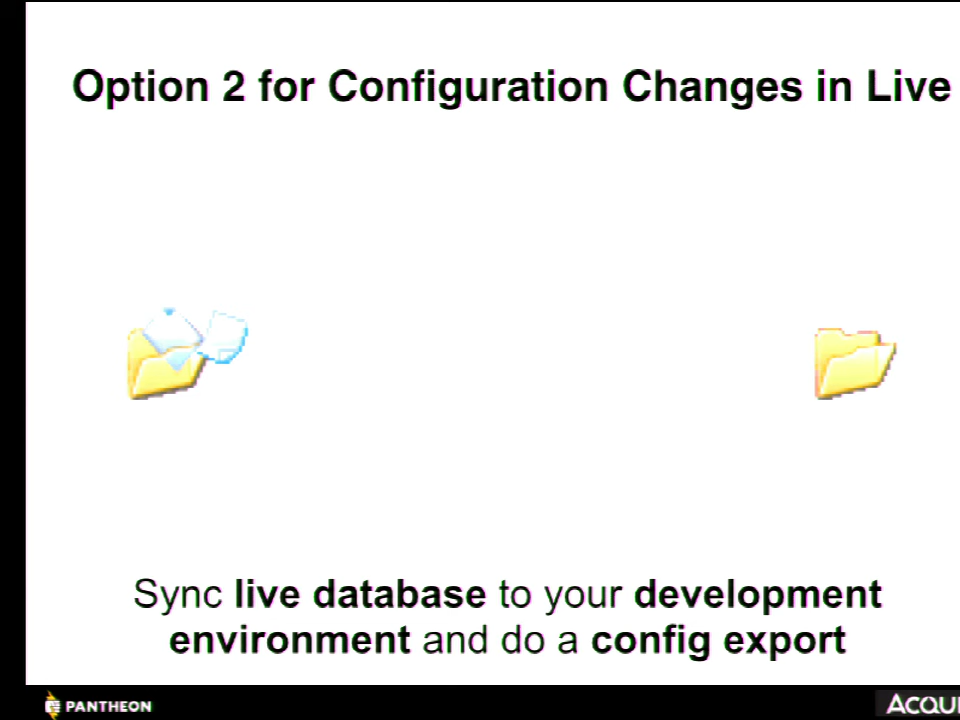 Option 2 for Configuration Changes in Live
Sync live database to your development
environment and do a config export
PANTHEON